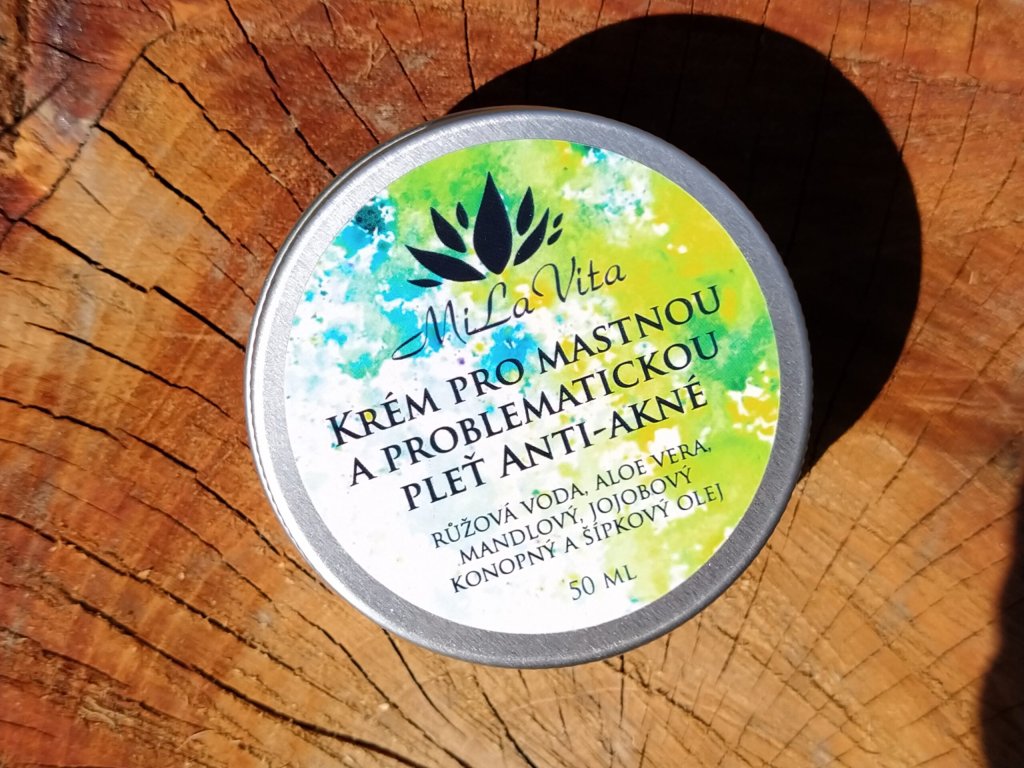 MiLaVita
KRÉM PRO MASTNOU
A PROBLEMATICKOU
PLEŤ ANTI-AKNÉ
RŮŽOVÁ VODA, ALOE VERA,
MANDLOVÝ, JOJOBOVÝ
KONOPNÝ A ŠÍPKOVÝ OLEJ
50 ML